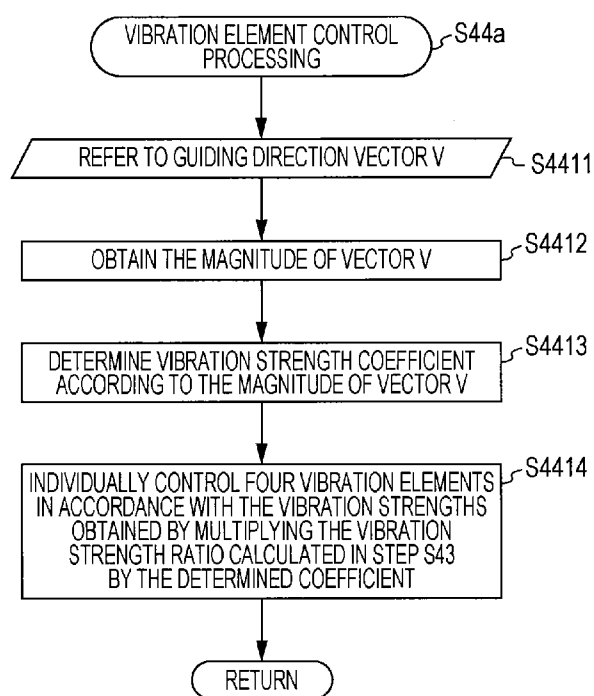 VIBRATION ELEMENT CONTROL
PROCESSING
S44a
REFER TO GUIDING DIRECTION VECTOR V
S4411
OBTAIN THE MAGNITUDE OF VECTOR V
S4412
DETERMINE VIBRATION STRENGTH COEFFICIENT
ACCORDING TO THE MAGNITUDE OF VECTOR V
S4413
INDIVIDUALLY CONTROL FOUR VIBRATION ELEMENTS
IN ACCORDANCE WITH THE VIBRATION STRENGTHS
OBTAINED BY MULTIPLYING THE VIBRATION
STRENGTH RATIO CALCULATED IN STEP S43
BY THE DETERMINED COEFFICIENT
S4414
RETURN